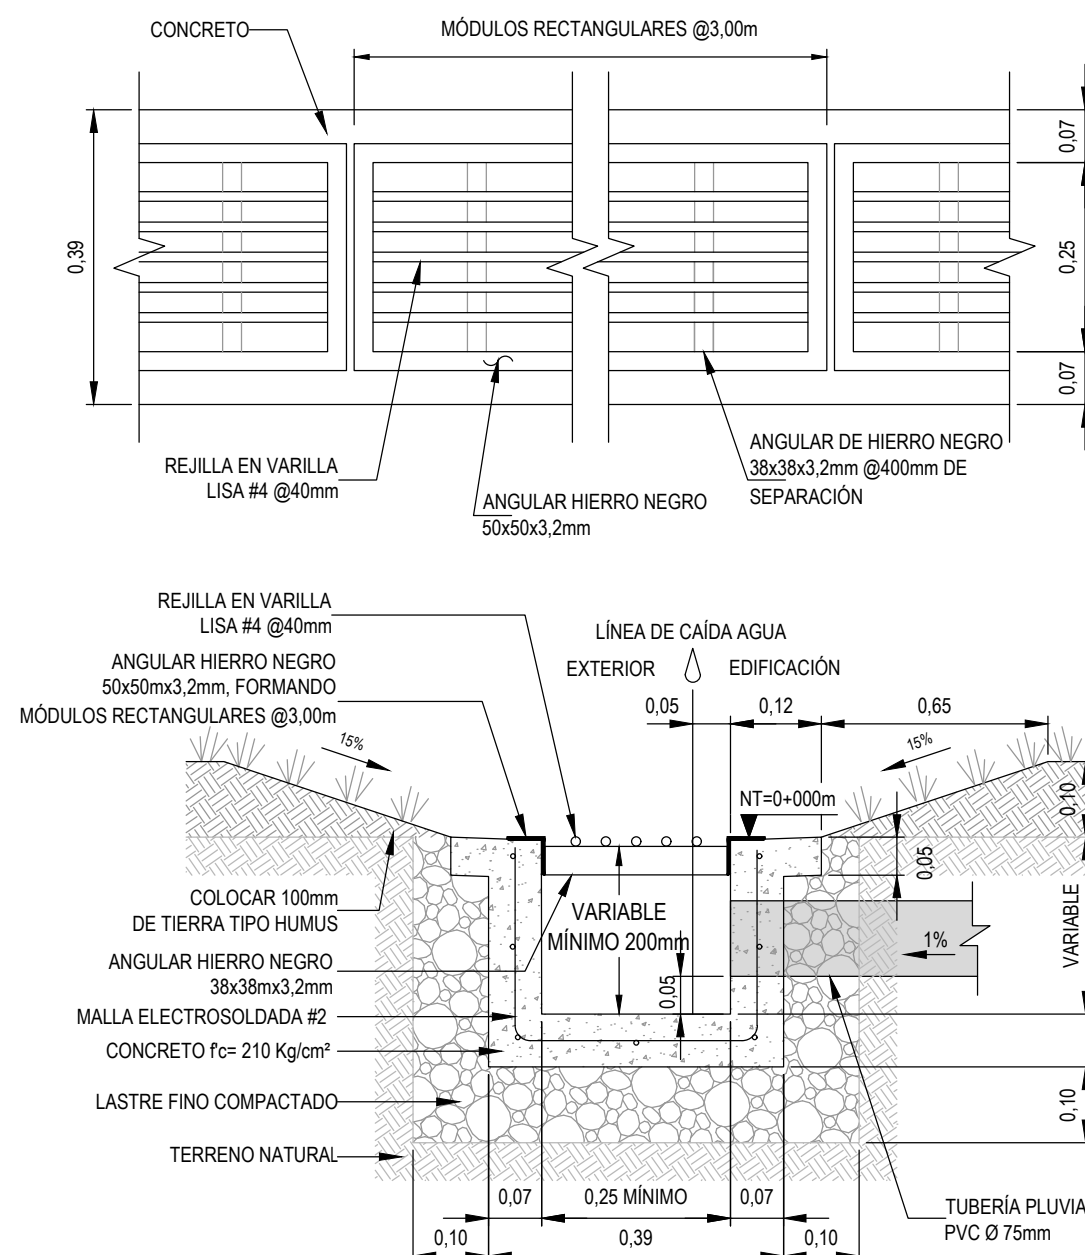 CONCRETO
MÓDULOS RECTANGULARES @3,00m
0,07
0,39
0,25
0,07
REJILLA EN VARILLA
LISA #4 @40mm
ANGULAR HIERRO NEGRO
50x50x3,2mm
ANGULAR DE HIERRO NEGRO
38x38x3,2mm @400mm DE
SEPARACIÓN
REJILLA EN VARILLA
LISA #4 @40mm
LÍNEA DE CAÍDA AGUA
EXTERIOR
EDIFICACIÓN
ANGULAR HIERRO NEGRO
50x50mx3,2mm, FORMANDO
MÓDULOS RECTANGULARES @3,00m
0,05
0,12
0,65
15%
15%
NT=0+000m
0,10
0,05
COLOCAR 100mm
DE TIERRA TIPO HUMUS
VARIABLE
MÍNIMO 200mm
VARIABLE
1%
ANGULAR HIERRO NEGRO
38x38mx3,2mm
0,05
MALLA ELECTROSOLDADA #2
CONCRETO f'c= 210 Kg/cm²
LASTRE FINO COMPACTADO
0,10
TERRENO NATURAL
0,07
0,25 MÍNIMO
0,07
TUBERÍA PLUVIA
PVC Ø 75mm
0,10
0,39
0,10